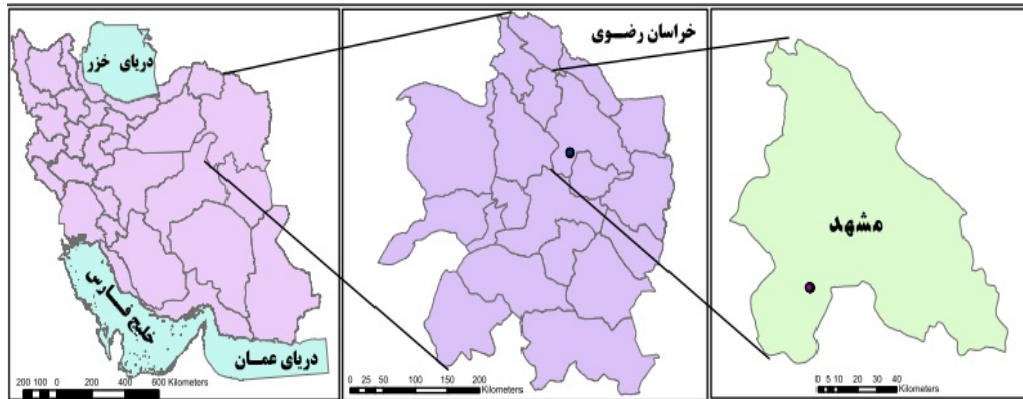 دریای خزر
خلیج فارس
دریای عمان
200 100 0 200 400 600 Kilometers
خراسان رضوی
0 25 50 100 150 200 Kilometers
مشهد
0 5 10 20 30 40 Kilometers